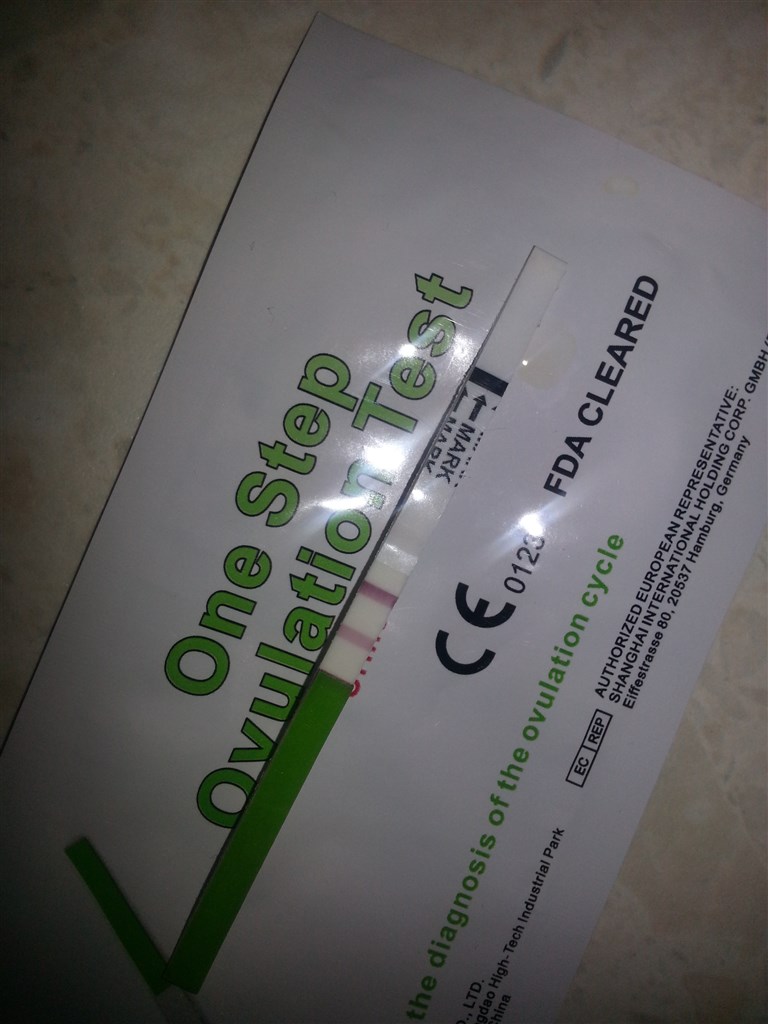 One Step
Ovulation Test
MARK
MARK
CE 0123 FDA CLEARED
the diagnosis of the ovulation cycle
EC REP
AUTHORIZED EUROPEAN REPRESENTATIVE:
SHANGHAI INTERNATIONAL HOLDING CORP. GMBH
Eiffestrasse 80, 20537 Hamburg, Germany
LTD.
High-Tech Industrial Park